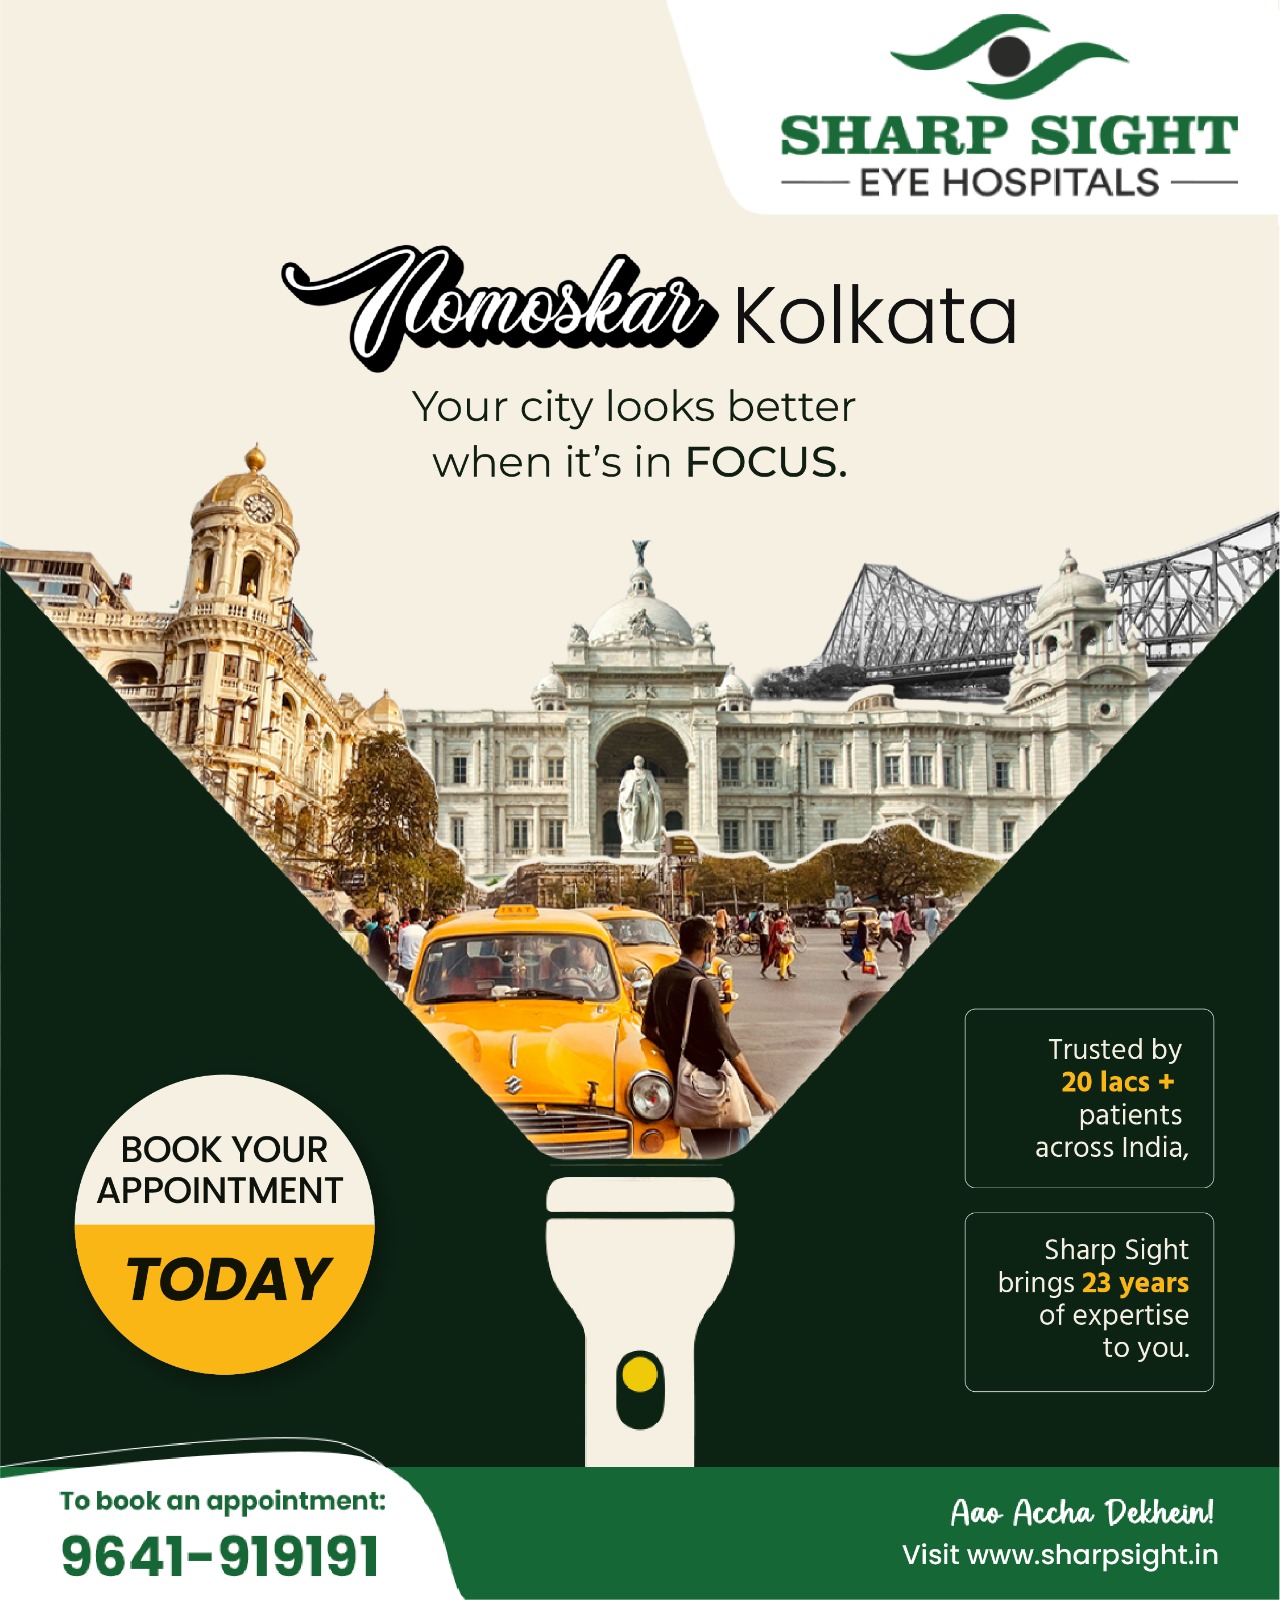 SHARP SIGHT
EYE HOSPITALS
Nomoskar Kolkata
Your city looks better
when it's in FOCUS.
Trusted by
20 lacs +
patients
across India,
BOOK YOUR
APPOINTMENT
TODAY
Sharp Sight
brings 23 years
of expertise
to you.
To book an appointment:
9641-919191
Aao Accha Dekhein!
Visit www.sharpsight.in